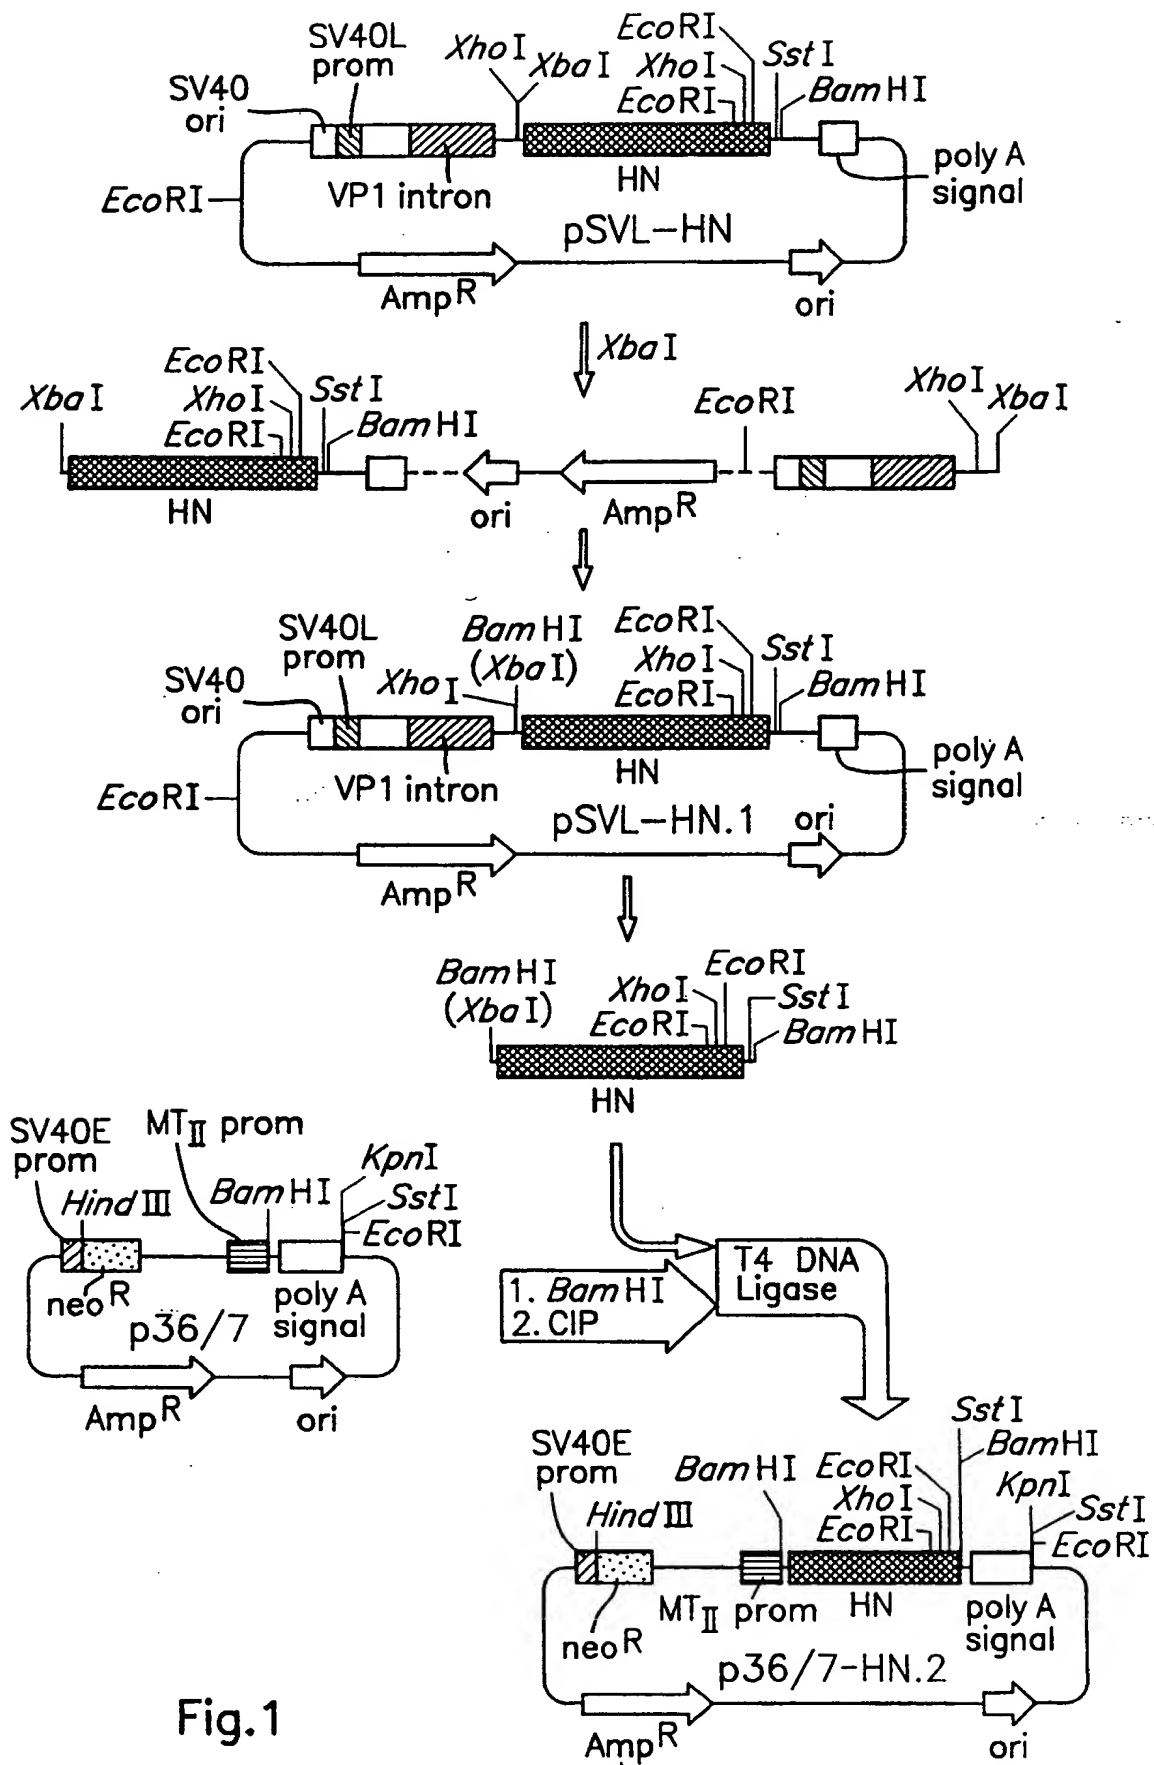 EcoRI
SV40L
prom
XhoI
XbaI
XhoI
SstI
SV40
ori
EcoRI
BamHI
poly A
signal
VP1 intron
HN
EcoRI
pSVL-HN
AmpR
ori
XbaI
EcoRI
XbaI
XhoI
SstI
EcoRI
BamHI
EcoRI
XhoI
XbaI
HN
ori
AmpR
SV40L
prom
BamHI
(XbaI)
EcoRI
XhoI
SstI
SV40
ori
XhoI
EcoRI
BamHI
poly A
signal
VP1 intron
HN
EcoRI
pSVL-HN.1
ori
AmpR
BamHI
(XbaI)
EcoRI
XhoI
SstI
EcoRI
BamHI
HN
SV40E
prom
MTII prom
KpnI
HindIII
BamHI
SstI
EcoRI
neoR
poly A
signal
p36/7
AmpR
ori
1. BamHI
2. CIP
T4 DNA
Ligase
SstI
SV40E
prom
BamHI
EcoRI
BamHI
HindIII
XhoI
KpnI
EcoRI
SstI
EcoRI
neoR
MTII prom
HN
poly A
signal
p36/7-HN.2
AmpR
ori
Fig.1